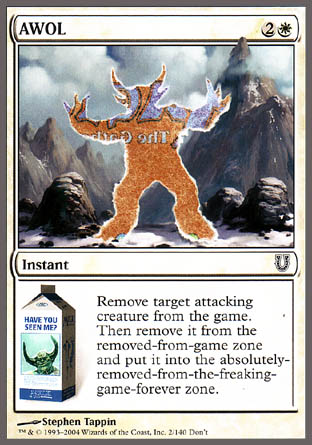 AWOL 2
The Gath
Instant
HAVE YOU
SEEN ME?
Remove target attacking
creature from the game.
Then remove it from the
removed-from-game zone
and put it into the absolutely-
removed-from-the-freaking-
game-forever zone.
Stephen Tappin
™ & © 1993–2004 Wizards of the Coast, Inc. 2/140 Don't